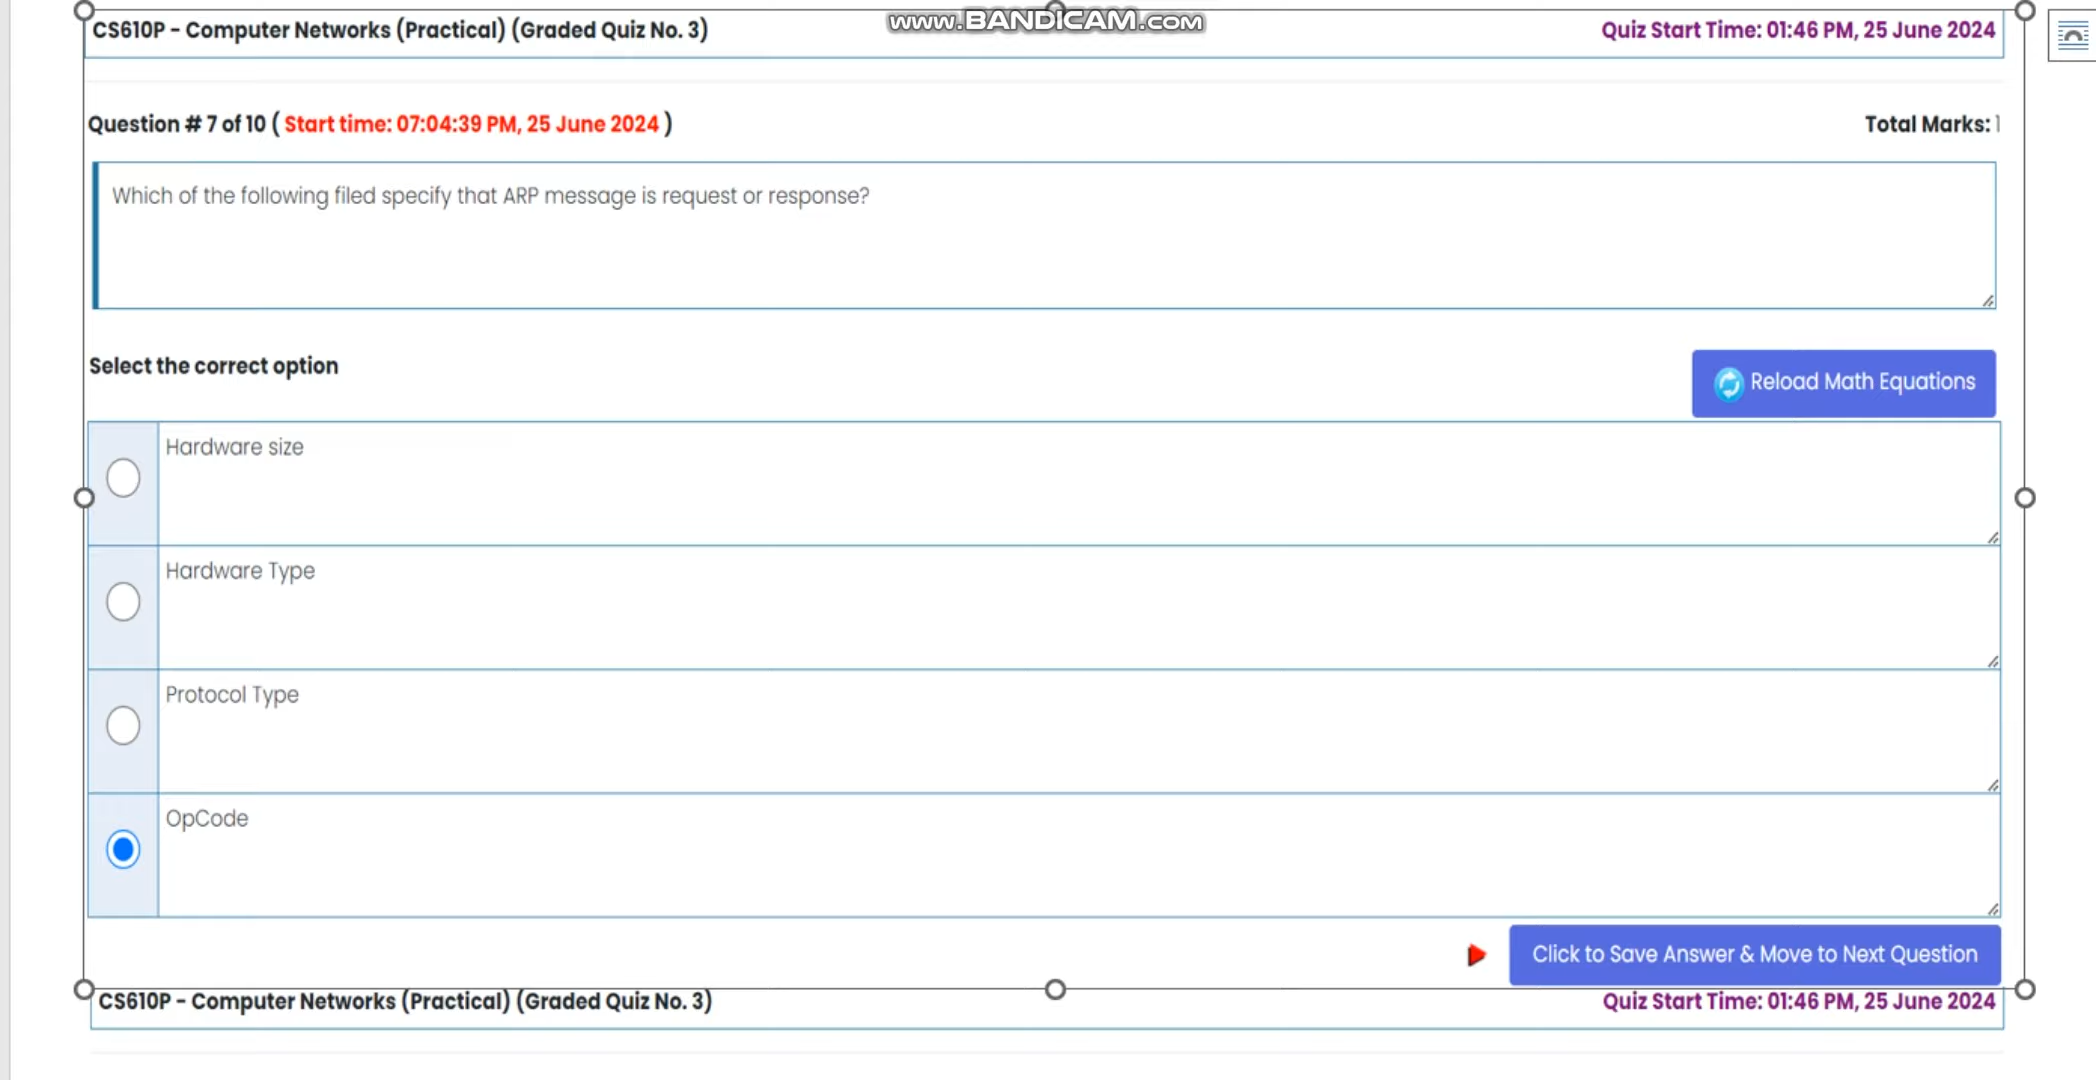 www.BANDICAM.com
CS610P - Computer Networks (Practical) (Graded Quiz No. 3)
Quiz Start Time: 01:46 PM, 25 June 2024
Question # 7 of 10 ( Start time: 07:04:39 PM, 25 June 2024 )
Total Marks: 1
Which of the following filed specify that ARP message is request or response?
Select the correct option
Reload Math Equations
Hardware size
Hardware Type
Protocol Type
OpCode
Click to Save Answer & Move to Next Question
CS610P - Computer Networks (Practical) (Graded Quiz No. 3)
Quiz Start Time: 01:46 PM, 25 June 2024